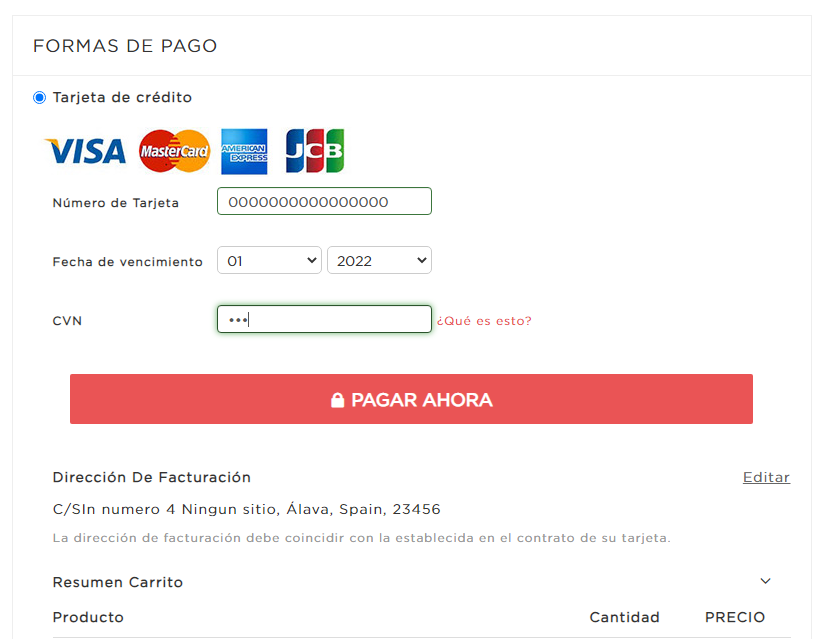 FORMAS DE PAGO
Tarjeta de crédito
VISA MasterCard AMERICAN EXPRESS JCB
Número de Tarjeta 0000000000000000
Fecha de vencimiento 01 2022
CVN ••• ¿Qué es esto?
PAGAR AHORA
Dirección De Facturación Editar
C/SIn numero 4 Ningun sitio, Álava, Spain, 23456
La dirección de facturación debe coincidir con la establecida en el contrato de su tarjeta.
Resumen Carrito
Producto Cantidad PRECIO